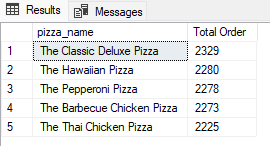 Results Messages
pizza_name Total Order
1 The Classic Deluxe Pizza 2329
2 The Hawaiian Pizza 2280
3 The Pepperoni Pizza 2278
4 The Barbecue Chicken Pizza 2273
5 The Thai Chicken Pizza 2225